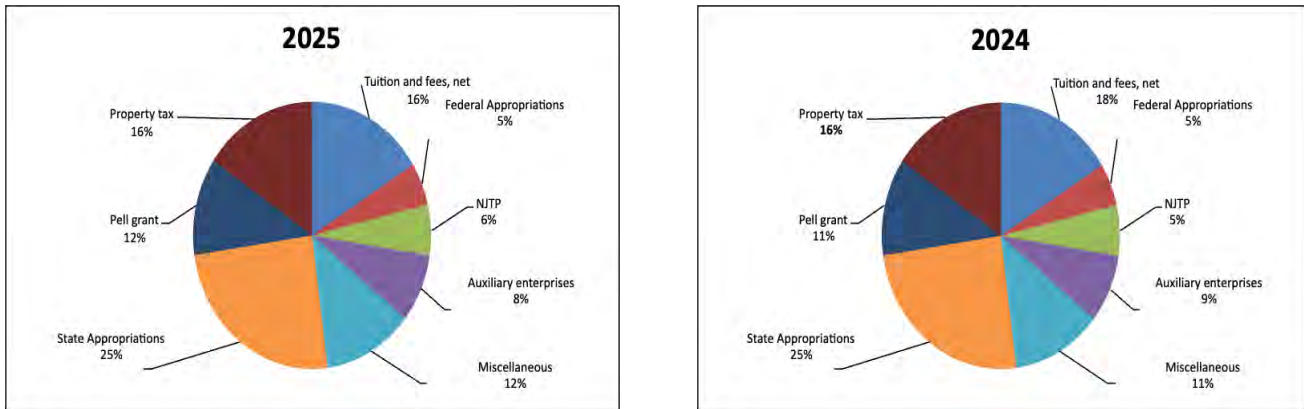 2025
Tuition and fees, net
16%
Federal Appropriations
5%
NJTP
6%
Auxiliary enterprises
8%
Miscellaneous
12%
State Appropriations
25%
Pell grant
12%
Property tax
16%
2024
Tuition and fees, net
18%
Federal Appropriations
5%
NJTP
5%
Auxiliary enterprises
9%
Miscellaneous
11%
State Appropriations
25%
Pell grant
11%
Property tax
16%